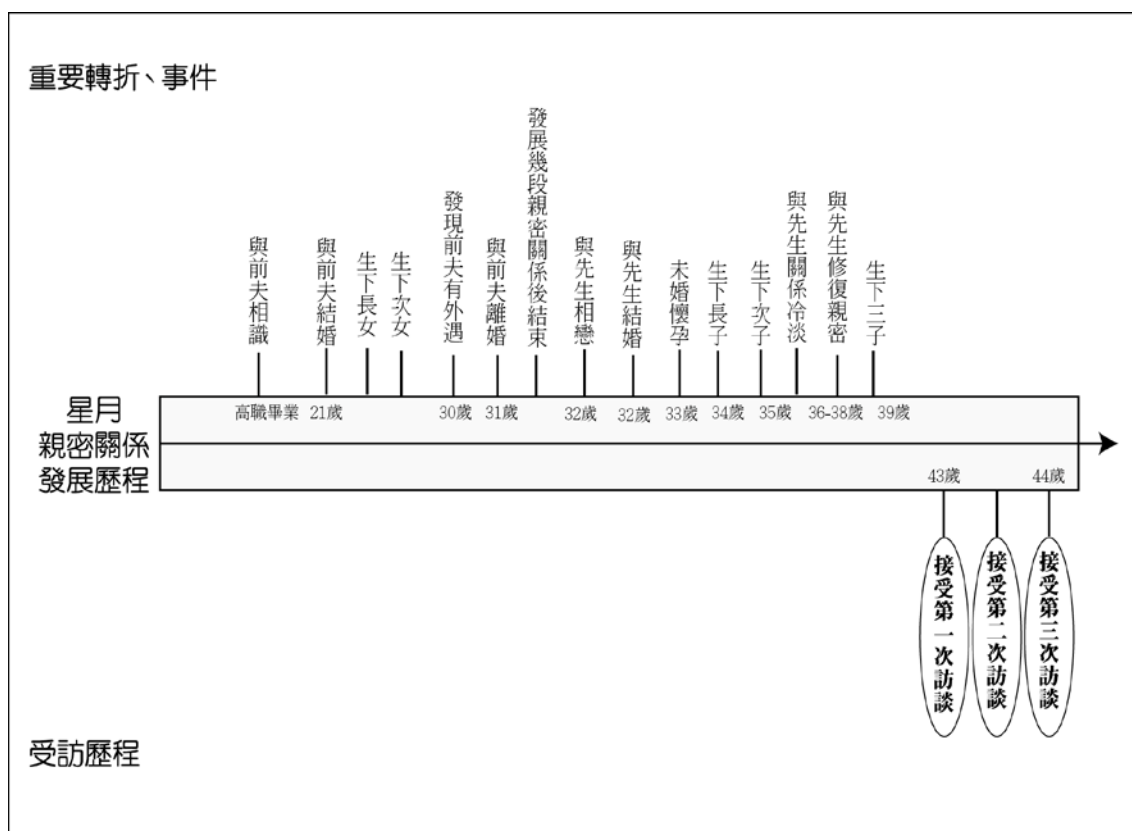 重要轉折、事件
與前夫相識
與前夫結婚
生下長女
生下次女
發現前夫有外遇
與前夫離婚
發展幾段親密關係後結束
與先生相戀
與先生結婚
未婚懷孕
生下長子
生下次子
與先生關係冷淡
與先生修復親密
生下三子
星月
親密關係
發展歷程
高職畢業
21歲
30歲
31歲
32歲
32歲
33歲
34歲
35歲
36-38歲
39歲
43歲
44歲
接受第一次訪談
接受第二次訪談
接受第三次訪談
受訪歷程